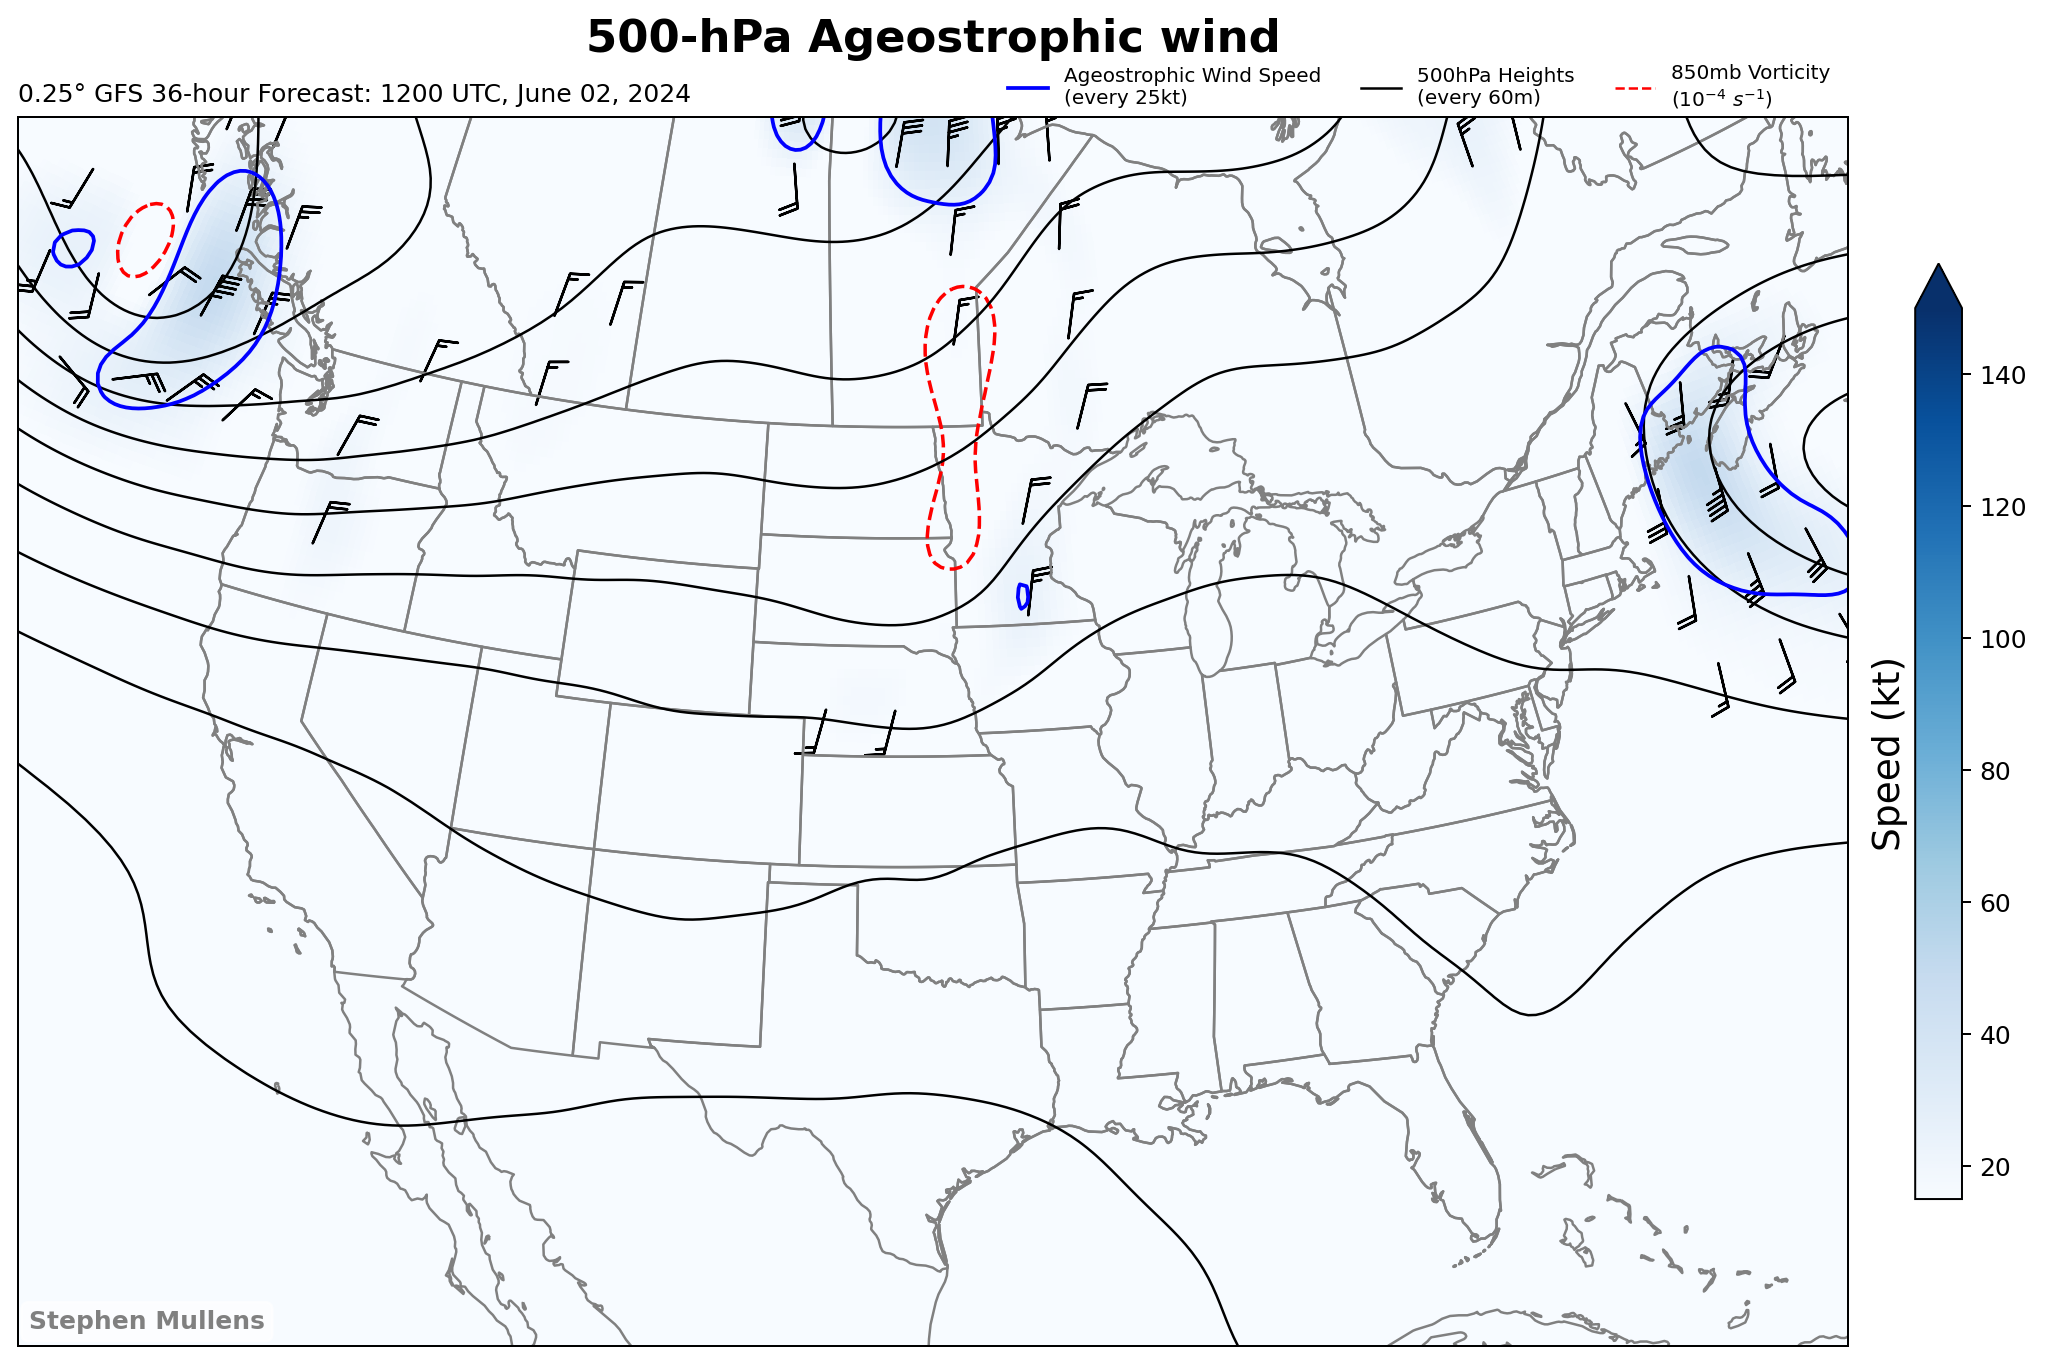 500-hPa Ageostrophic wind
0.25° GFS 36-hour Forecast: 1200 UTC, June 02, 2024
Ageostrophic Wind Speed
(every 25kt)
500hPa Heights
(every 60m)
850mb Vorticity
(10⁻⁴ s⁻¹)
140
120
100
80
60
40
20
Speed (kt)
Stephen Mullens